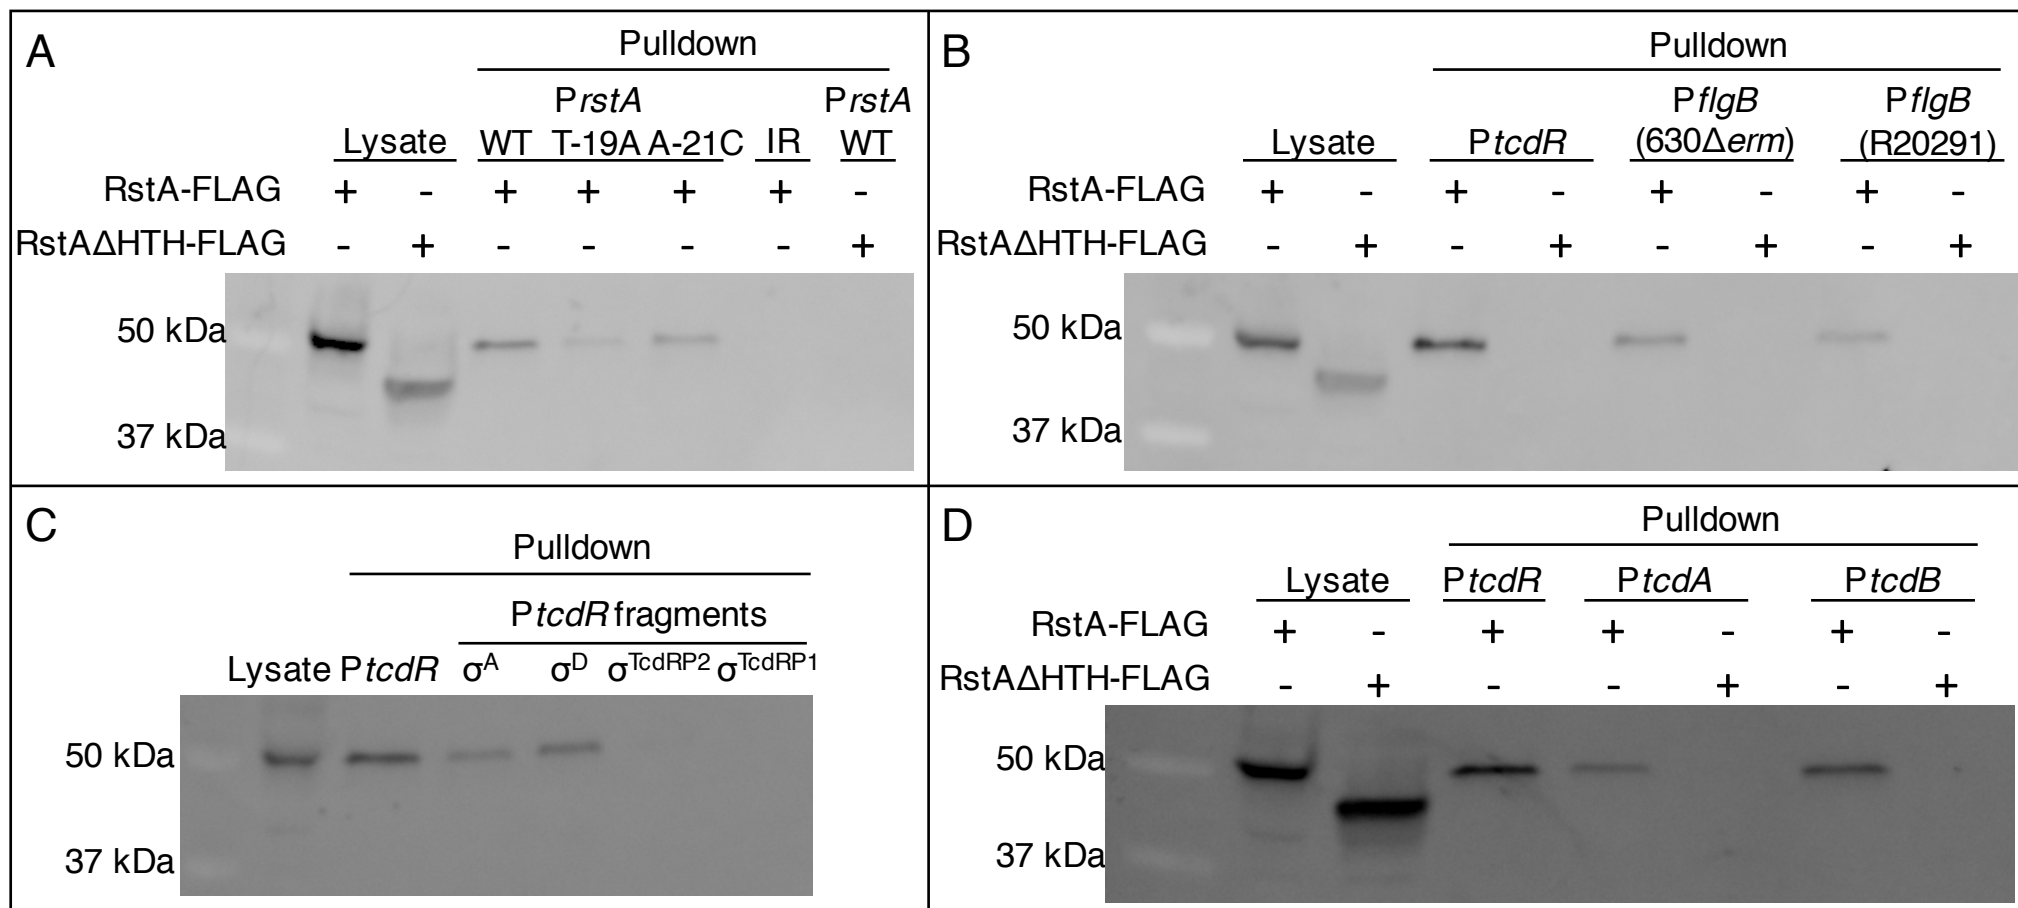 A
Pulldown
PrstA PrstA
Lysate WT T-19A A-21C IR WT
RstA-FLAG + - + + + + -
RstAΔHTH-FLAG - + - - - - +
50 kDa
37 kDa
B
Pulldown
PflgB PflgB
Lysate PtcdR (630Δerm) (R20291)
RstA-FLAG + - + - + - + -
RstAΔHTH-FLAG - + - + - + - +
50 kDa
37 kDa
C
Pulldown
PtcdR fragments
Lysate PtcdR σA σD σTcdRP2 σTcdRP1
50 kDa
37 kDa
D
Pulldown
Lysate PtcdR PtcdA PtcdB
RstA-FLAG + - + + - + -
RstAΔHTH-FLAG - + - - + - +
50 kDa
37 kDa